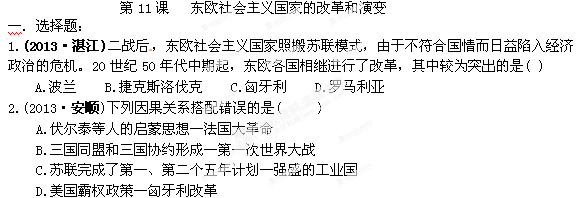 第 11 课 东欧社会主义国家的改革和演变
一．选择题：
1.(2013·湛江)二战后，东欧社会主义国家照搬苏联模式，由于不符合国情而日益陷入经济
政治的危机。20 世纪 50 年代中期起，东欧各国相继进行了改革，其中较为突出的是( )
A.波兰 B.捷克斯洛伐克 C.匈牙利 D.罗马利亚
2.(2013·安顺)下列因果关系搭配错误的是( )
A.伏尔泰等人的启蒙思想—法国大革命
B.三国同盟和三国协约形成—第一次世界大战
C.苏联完成了第一、第二个五年计划—强盛的工业国
D.美国霸权政策—匈牙利改革